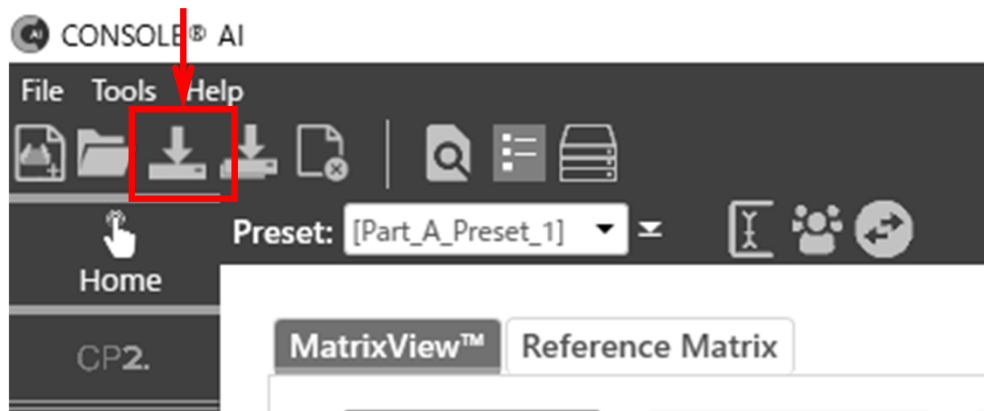 CONSOLE® AI
File Tools Help
Preset: [Part_A_Preset_1]
Home
MatrixView™ Reference Matrix
CP2.